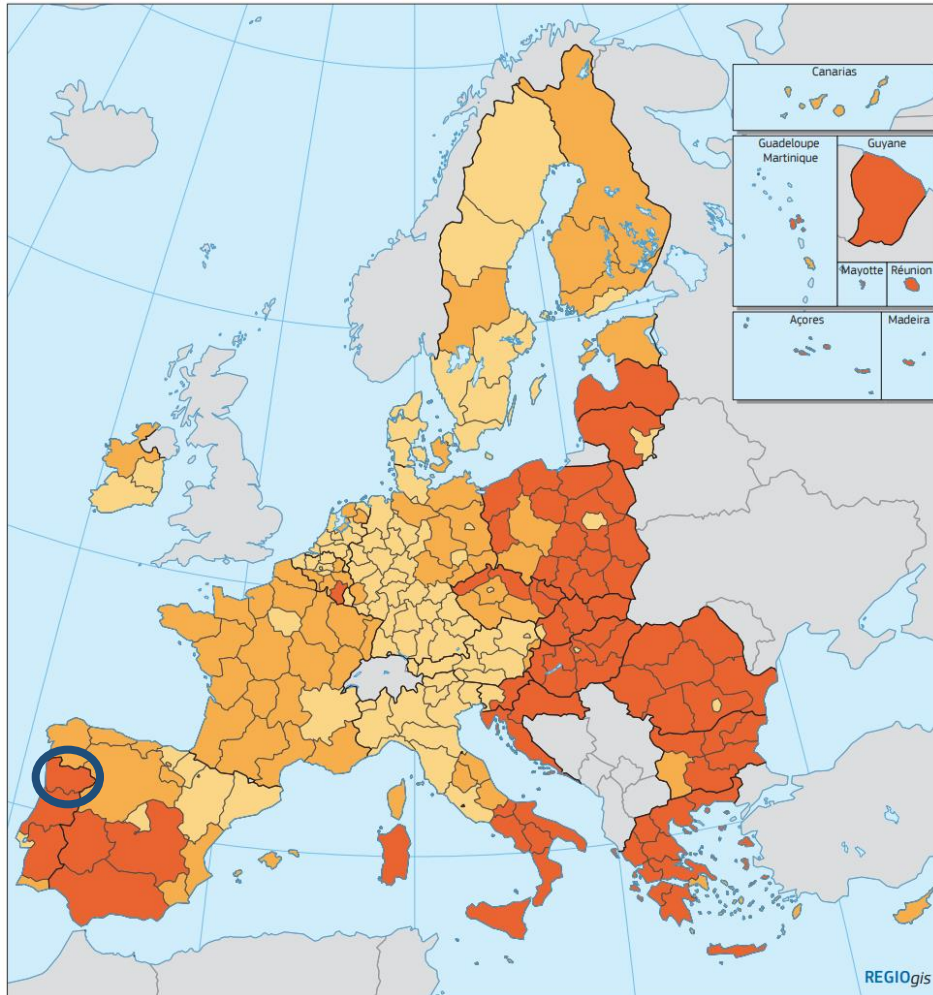 Canarias
Guadeloupe
Martinique
Guyane
Mayotte
Réunion
Açores
Madeira
REGIOgis